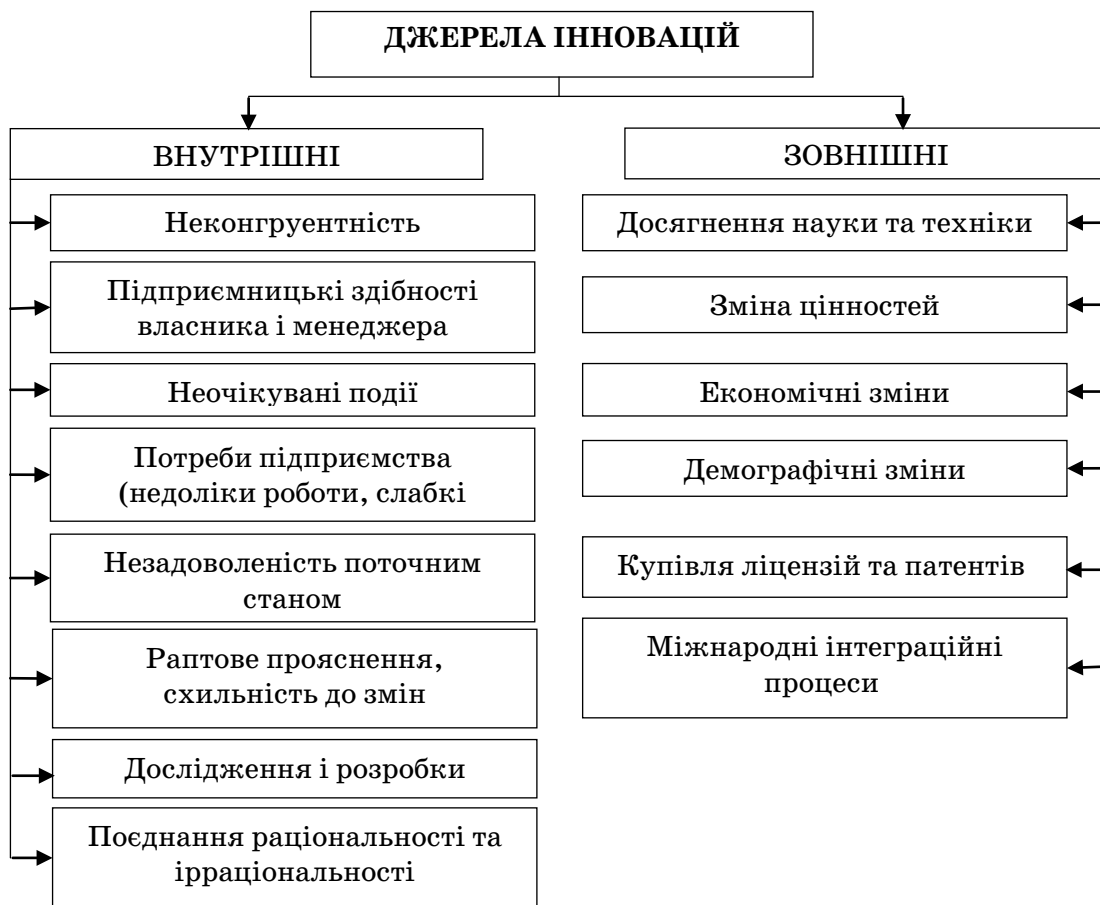 ДЖЕРЕЛА ІННОВАЦІЙ
ВНУТРІШНІ
Неконгруентність
Підприємницькі здібності
власника і менеджера
Неочікувані події
Потреби підприємства
(недоліки роботи, слабкі
Незадоволеність поточним
станом
Раптове прояснення,
схильність до змін
Дослідження і розробки
Поєднання раціональності та
ірраціональності
ЗОВНІШНІ
Досягнення науки та техніки
Зміна цінностей
Економічні зміни
Демографічні зміни
Купівля ліцензій та патентів
Міжнародні інтеграційні
процеси